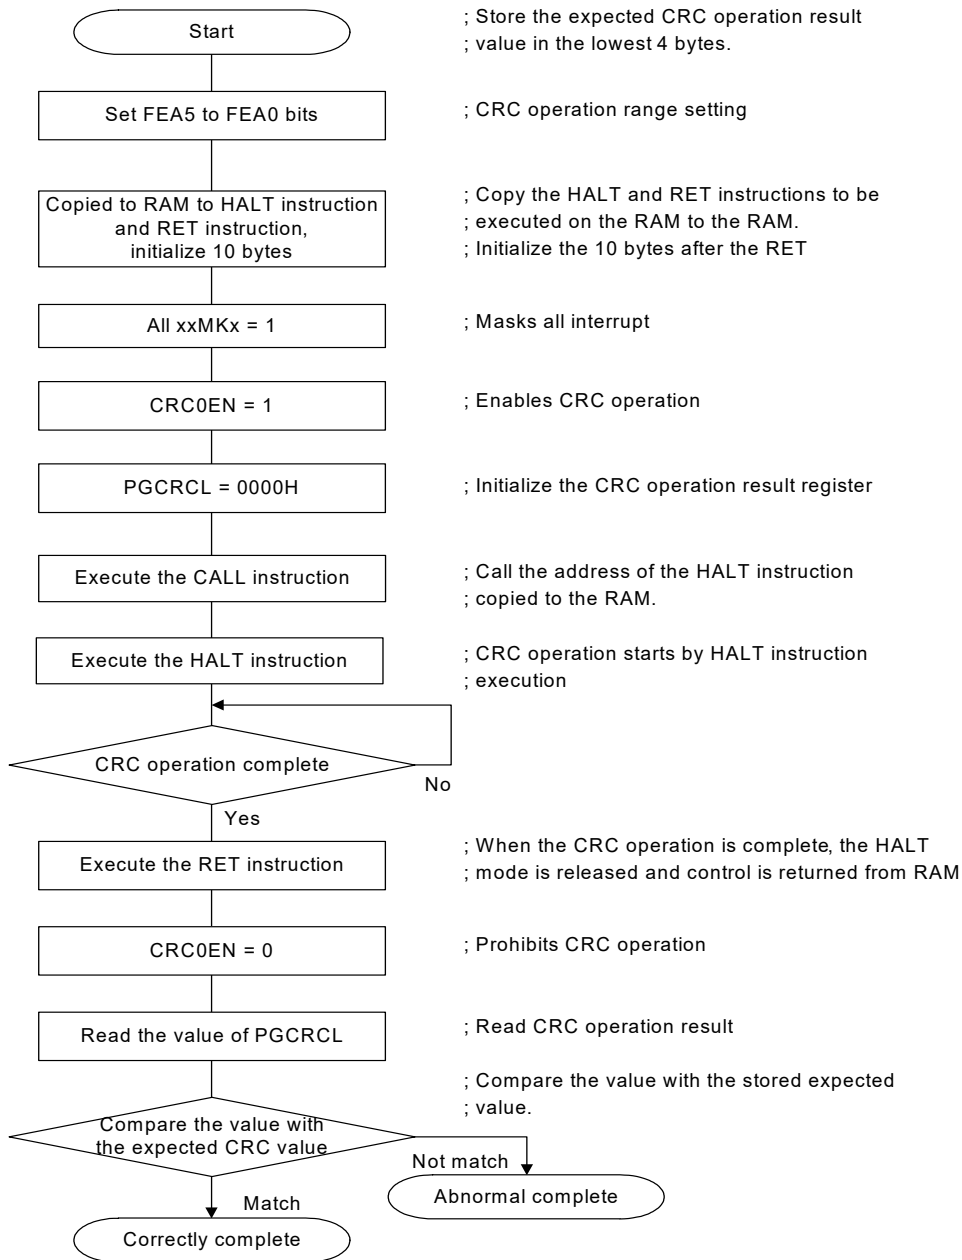 Start
; Store the expected CRC operation result
; value in the lowest 4 bytes.
Set FEA5 to FEA0 bits
; CRC operation range setting
Copied to RAM to HALT instruction
and RET instruction,
initialize 10 bytes
; Copy the HALT and RET instructions to be
; executed on the RAM to the RAM.
; Initialize the 10 bytes after the RET
All xxMKx = 1
; Masks all interrupt
CRC0EN = 1
; Enables CRC operation
PGCRCL = 0000H
; Initialize the CRC operation result register
Execute the CALL instruction
; Call the address of the HALT instruction
; copied to the RAM.
Execute the HALT instruction
; CRC operation starts by HALT instruction
; execution
CRC operation complete
No
Yes
Execute the RET instruction
; When the CRC operation is complete, the HALT
; mode is released and control is returned from RAM
CRC0EN = 0
; Prohibits CRC operation
Read the value of PGCRCL
; Read CRC operation result
; Compare the value with the stored expected
; value.
Compare the value with
the expected CRC value
Not match
Abnormal complete
Match
Correctly complete